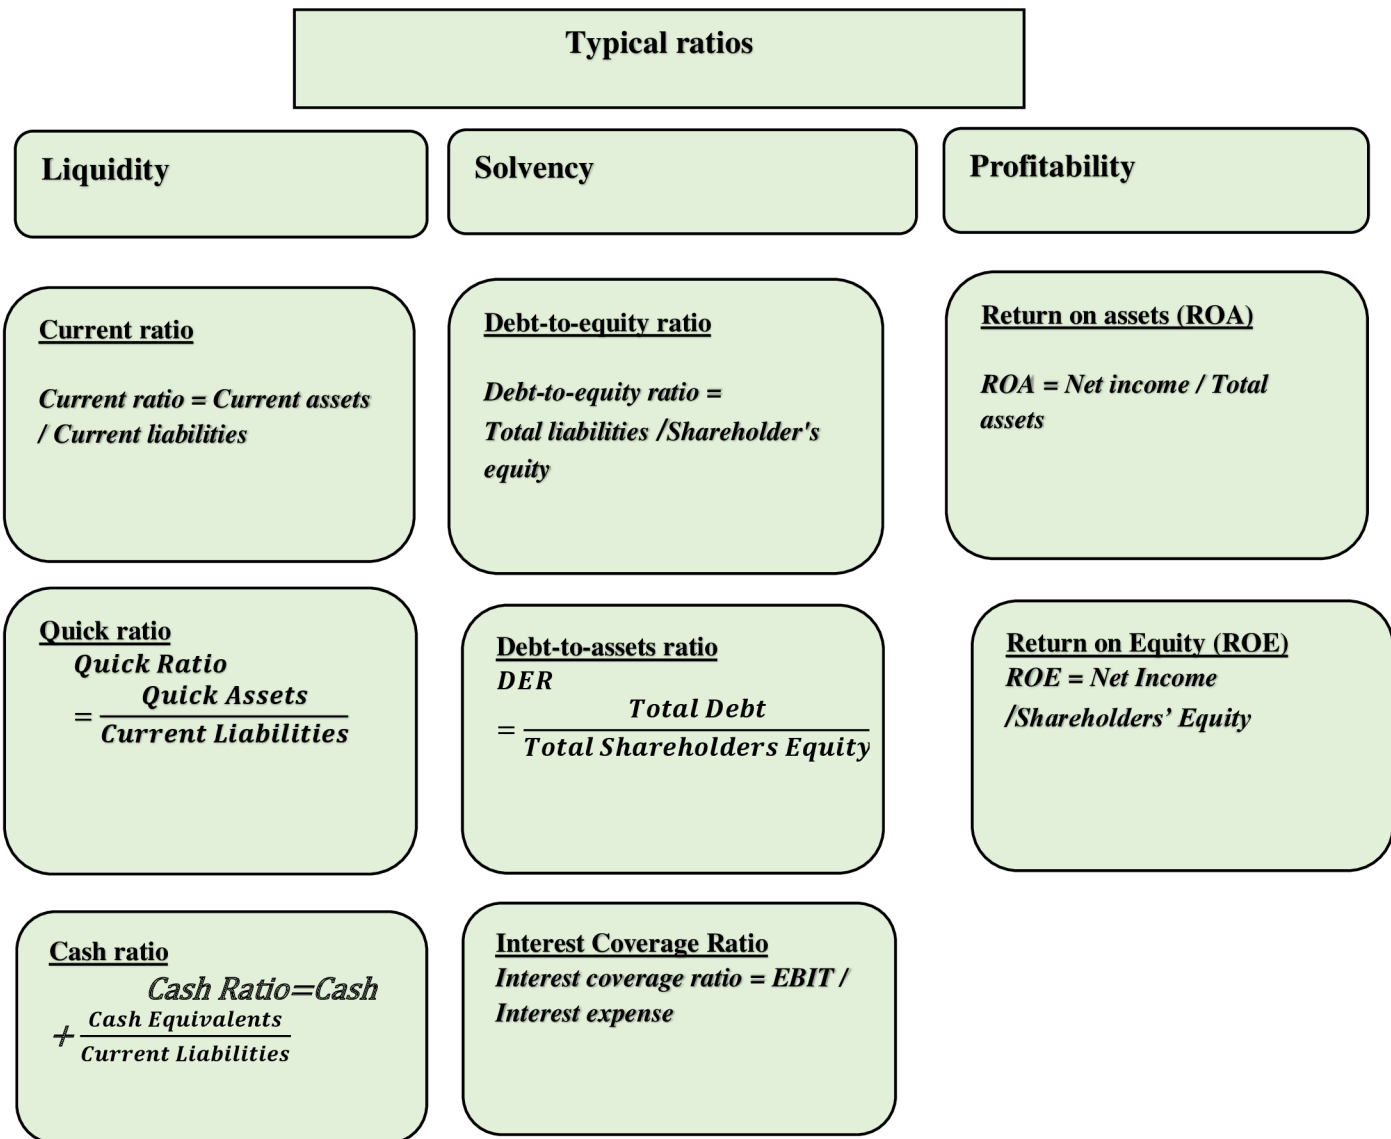 Typical ratios
Liquidity
Solvency
Profitability
Current ratio
Current ratio = Current assets
/ Current liabilities
Debt-to-equity ratio
Debt-to-equity ratio =
Total liabilities /Shareholder's
equity
Return on assets (ROA)
ROA = Net income / Total
assets
Quick ratio
Quick Ratio
= Quick Assets
Current Liabilities
Debt-to-assets ratio
DER
= Total Debt
Total Shareholders Equity
Return on Equity (ROE)
ROE = Net Income
/Shareholders’ Equity
Cash ratio
Cash Ratio=Cash
+ Cash Equivalents
Current Liabilities
Interest Coverage Ratio
Interest coverage ratio = EBIT /
Interest expense